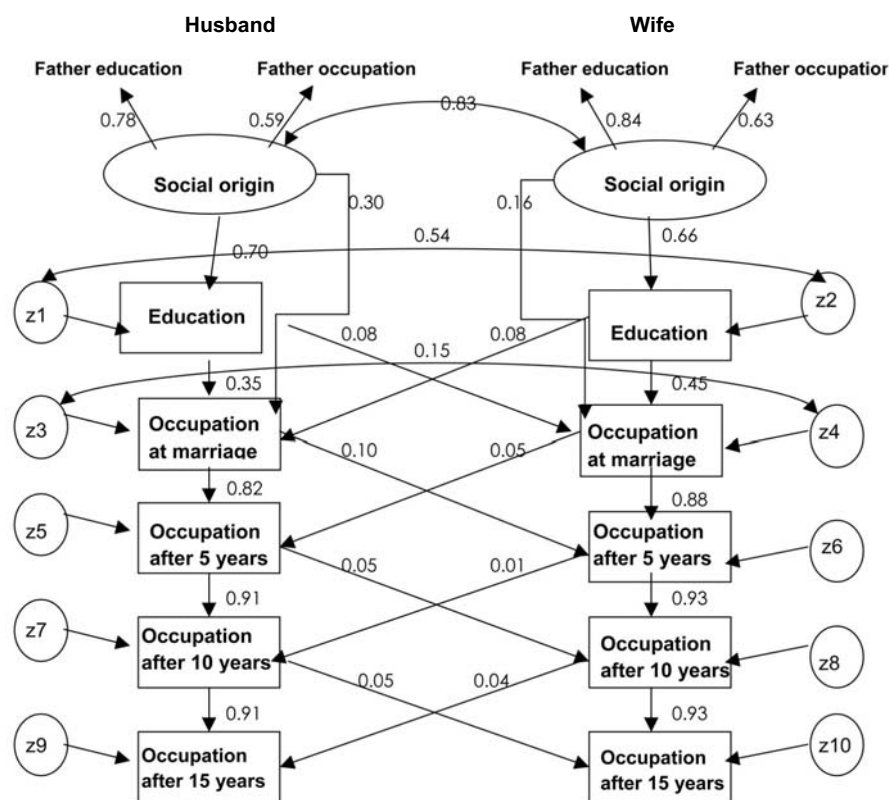 Husband
Wife
Father education
Father occupation
Father education
Father occupation
0.78
0.59
0.83
0.84
0.63
Social origin
Social origin
0.30
0.16
0.70
0.54
0.66
z1
Education
z2
Education
0.08
0.08
0.15
0.35
0.45
z3
Occupation
at marriage
Occupation
at marriage
z4
0.10
0.05
0.82
0.88
z5
Occupation
after 5 years
Occupation
after 5 years
z6
0.05
0.01
0.91
0.93
z7
Occupation
after 10 years
Occupation
after 10 years
z8
0.05
0.04
0.91
0.93
z9
Occupation
after 15 years
Occupation
after 15 years
z10